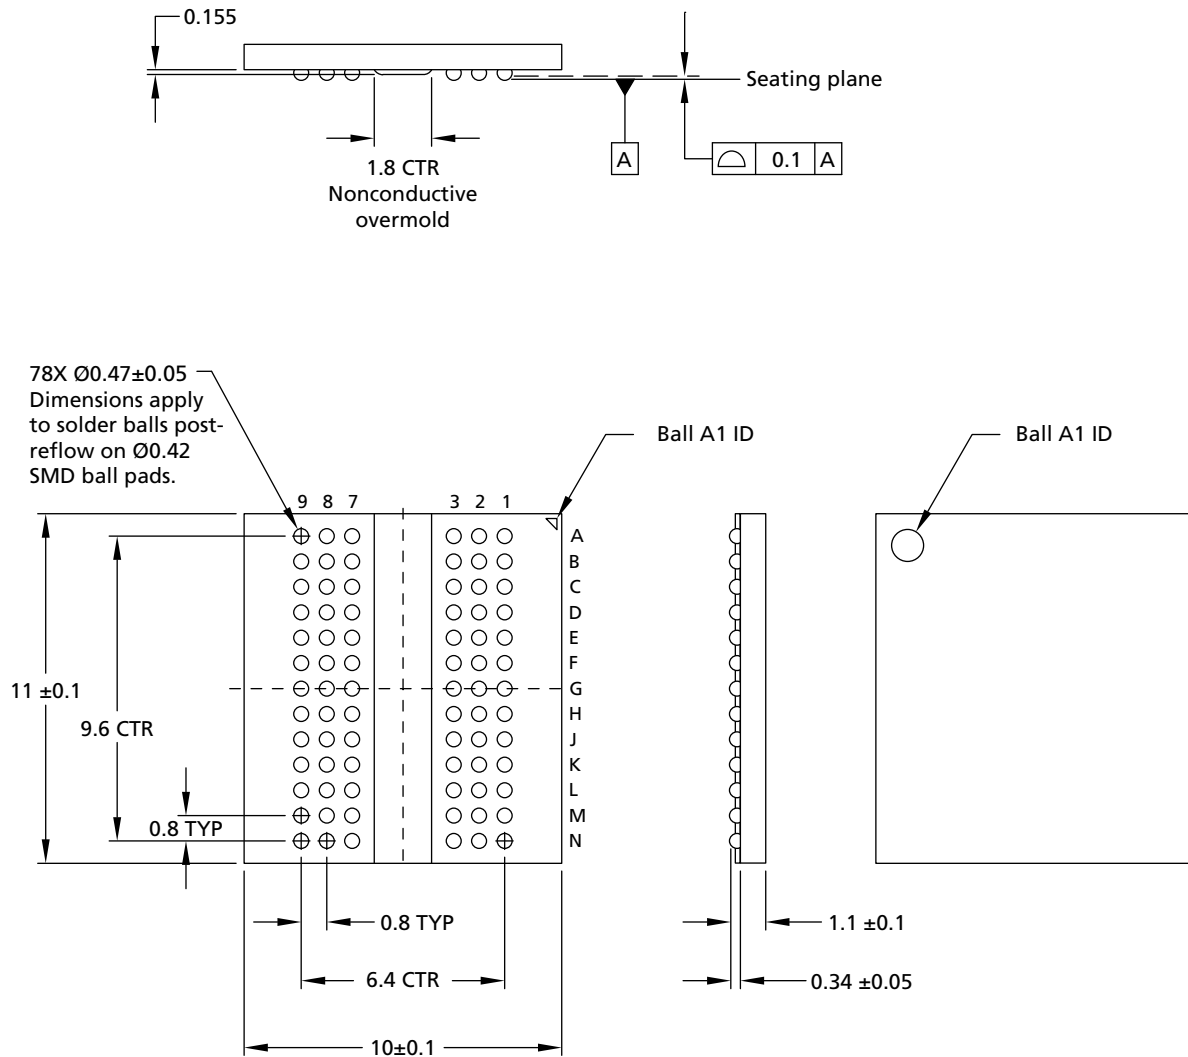 0.155
Seating plane
A
0.1 A
1.8 CTR
Nonconductive
overmold
78X Ø0.47±0.05
Dimensions apply
to solder balls post-
reflow on Ø0.42
SMD ball pads.
Ball A1 ID
Ball A1 ID
9 8 7 3 2 1
A
B
C
D
E
F
G
H
J
K
L
M
N
11 ±0.1
9.6 CTR
0.8 TYP
0.8 TYP
1.1 ±0.1
6.4 CTR
0.34 ±0.05
10±0.1